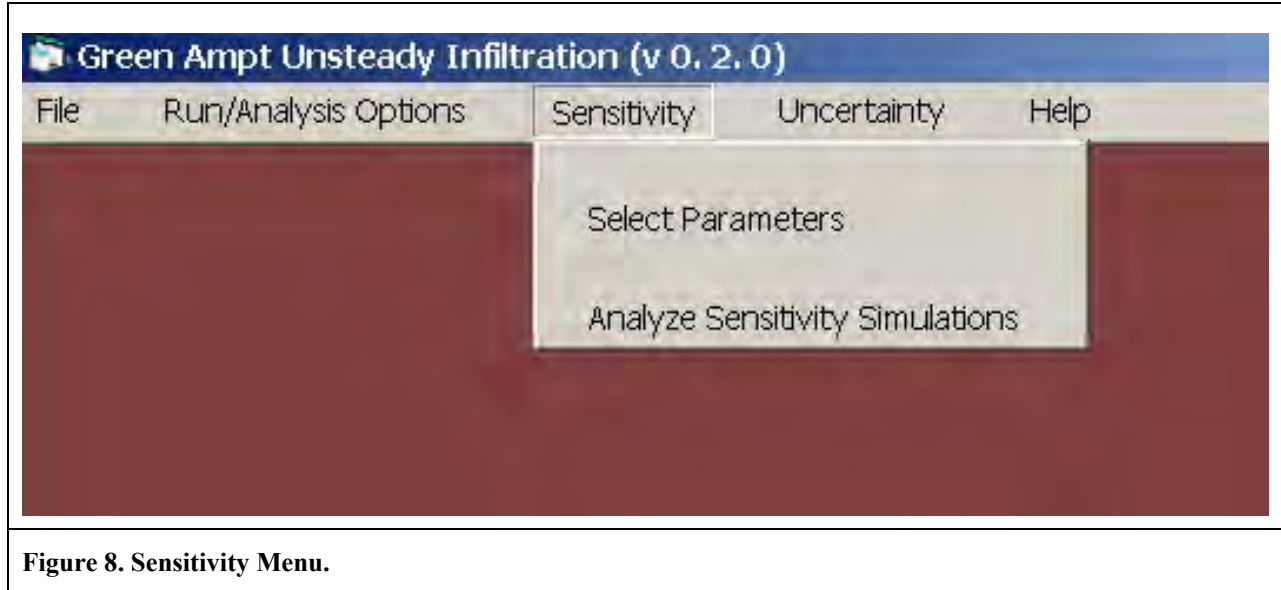 Green Ampt Unsteady Infiltration (v 0. 2. 0)
File Run/Analysis Options Sensitivity Uncertainty Help
Select Parameters
Analyze Sensitivity Simulations
Figure 8. Sensitivity Menu.